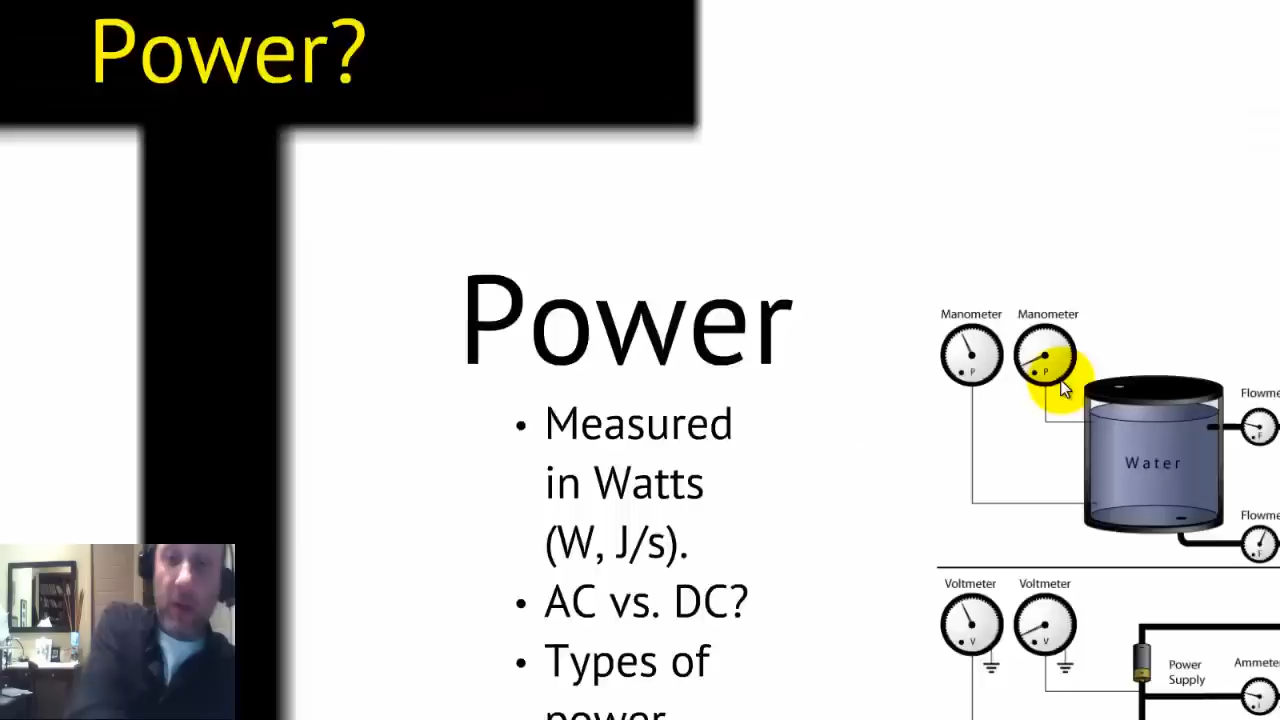 Power?
Power
• Measured
in Watts
(W, J/s).
• AC vs. DC?
• Types of
power
Manometer Manometer
P P
Flowme
F
Water
Flowme
F
Voltmeter Voltmeter
V V
Power
Supply
Ammete
I